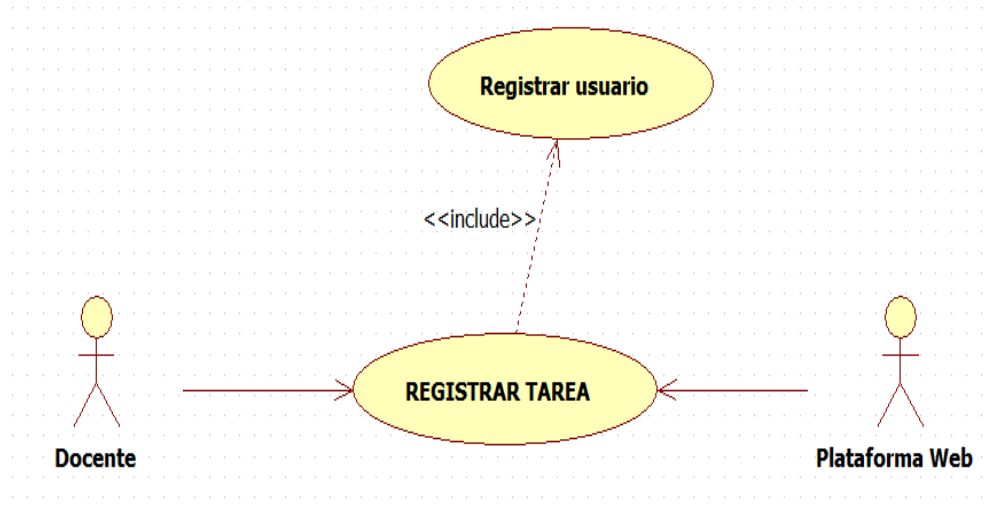 Registrar usuario
<<include>>
REGISTRAR TAREA
Docente
Plataforma Web